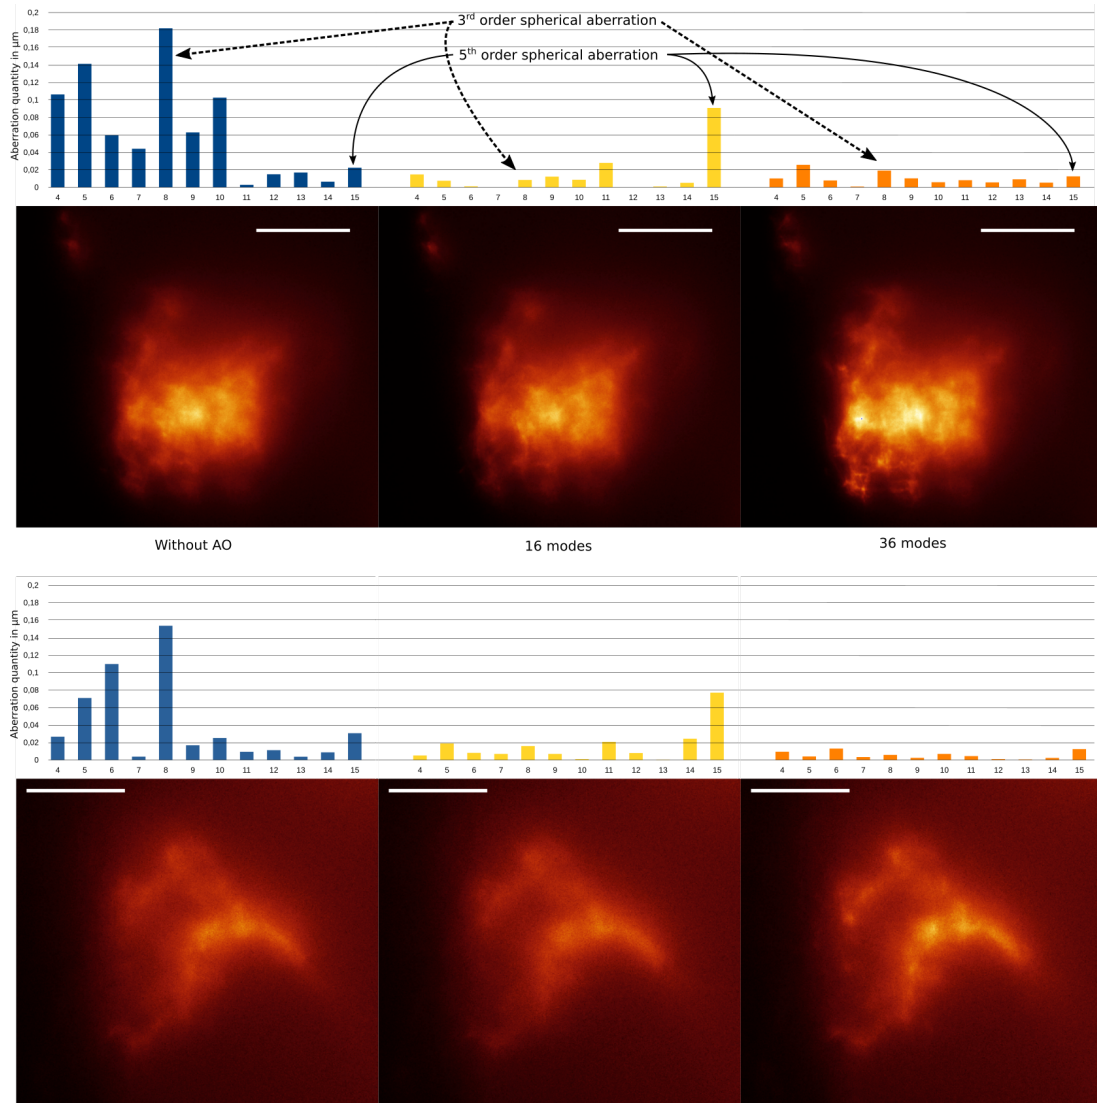 0,2
0,18
0,16
0,14
0,12
0,1
0,08
0,06
0,04
0,02
0
Aberration quantity in µm
3rd order spherical aberration
5th order spherical aberration
4 5 6 7 8 9 10 11 12 13 14 15
4 5 6 7 8 9 10 11 12 13 14 15
4 5 6 7 8 9 10 11 12 13 14 15
Without AO
16 modes
36 modes
0,2
0,18
0,16
0,14
0,12
0,1
0,08
0,06
0,04
0,02
0
Aberration quantity in µm
4 5 6 7 8 9 10 11 12 13 14 15
4 5 6 7 8 9 10 11 12 13 14 15
4 5 6 7 8 9 10 11 12 13 14 15